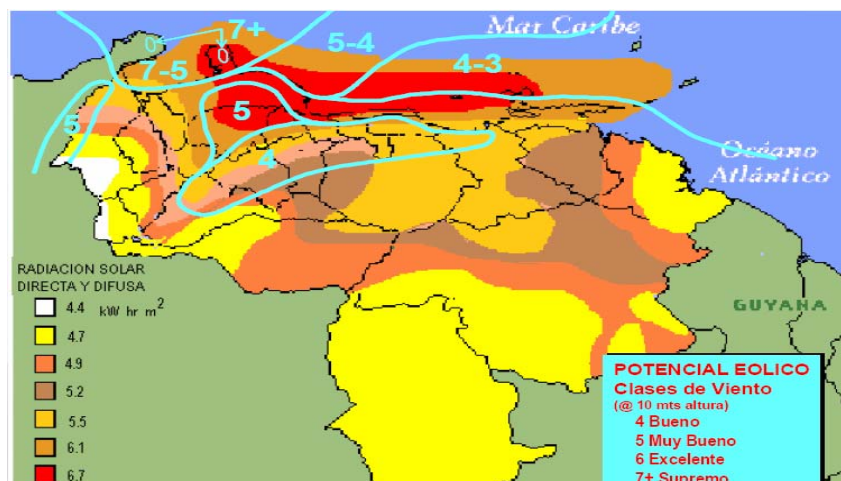 7+
5-4
Mar Caribe
0
0
7-5
4-3
5
5
4
Océano
Atlántico
RADIACION SOLAR
DIRECTA Y DIFUSA
4.4 kW hr m2
4.7
4.9
5.2
5.5
6.1
6.7
GUYANA
POTENCIAL EOLICO
Clases de Viento
(@ 10 mts altura)
4 Bueno
5 Muy Bueno
6 Excelente
7+ Supremo